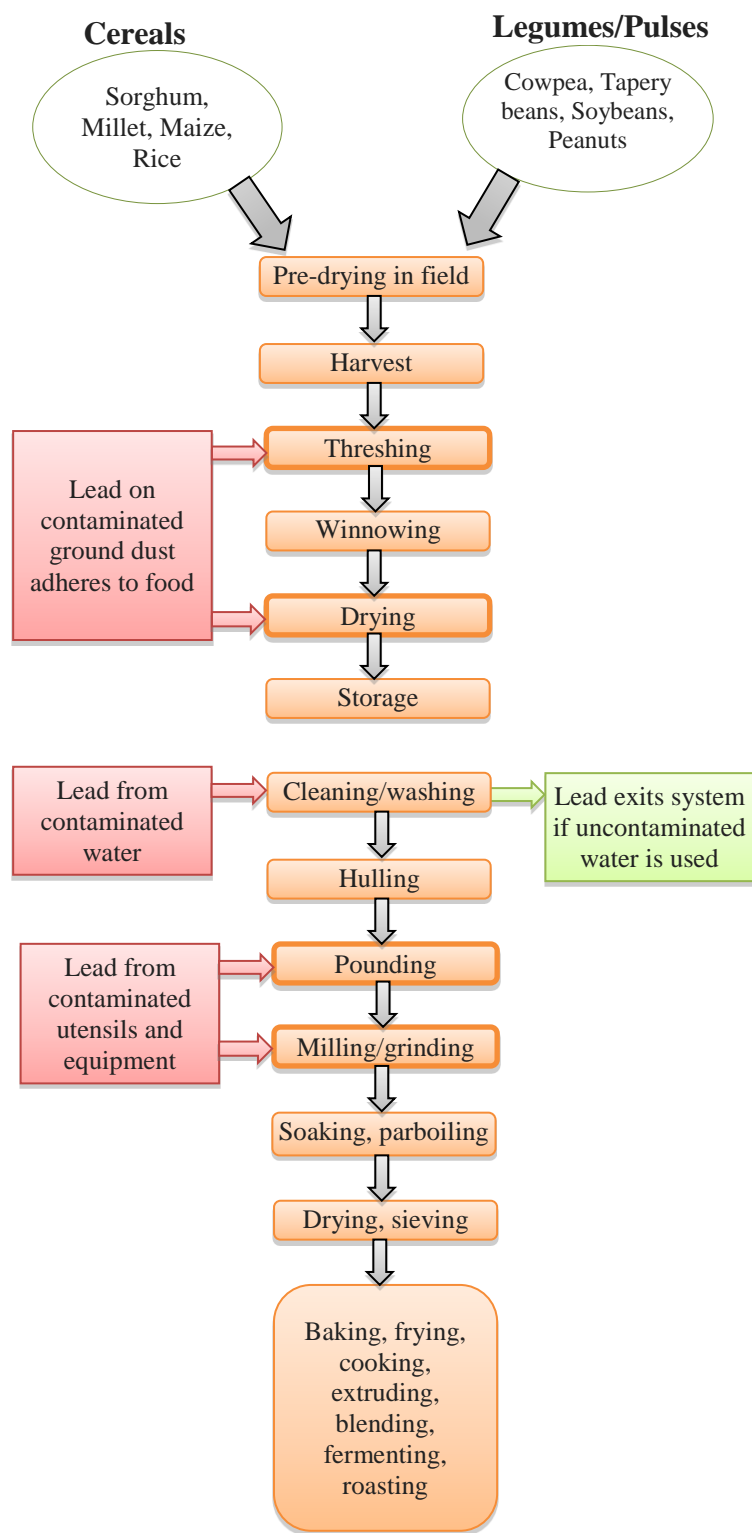 Cereals
Legumes/Pulses
Sorghum,
Millet, Maize,
Rice
Cowpea, Tapery
beans, Soybeans,
Peanuts
Pre-drying in field
Harvest
Threshing
Lead on
contaminated
ground dust
adheres to food
Winnowing
Drying
Storage
Lead from
contaminated
water
Cleaning/washing
Lead exits system
if uncontaminated
water is used
Hulling
Lead from
contaminated
utensils and
equipment
Pounding
Milling/grinding
Soaking, parboiling
Drying, sieving
Baking, frying,
cooking,
extruding,
blending,
fermenting,
roasting